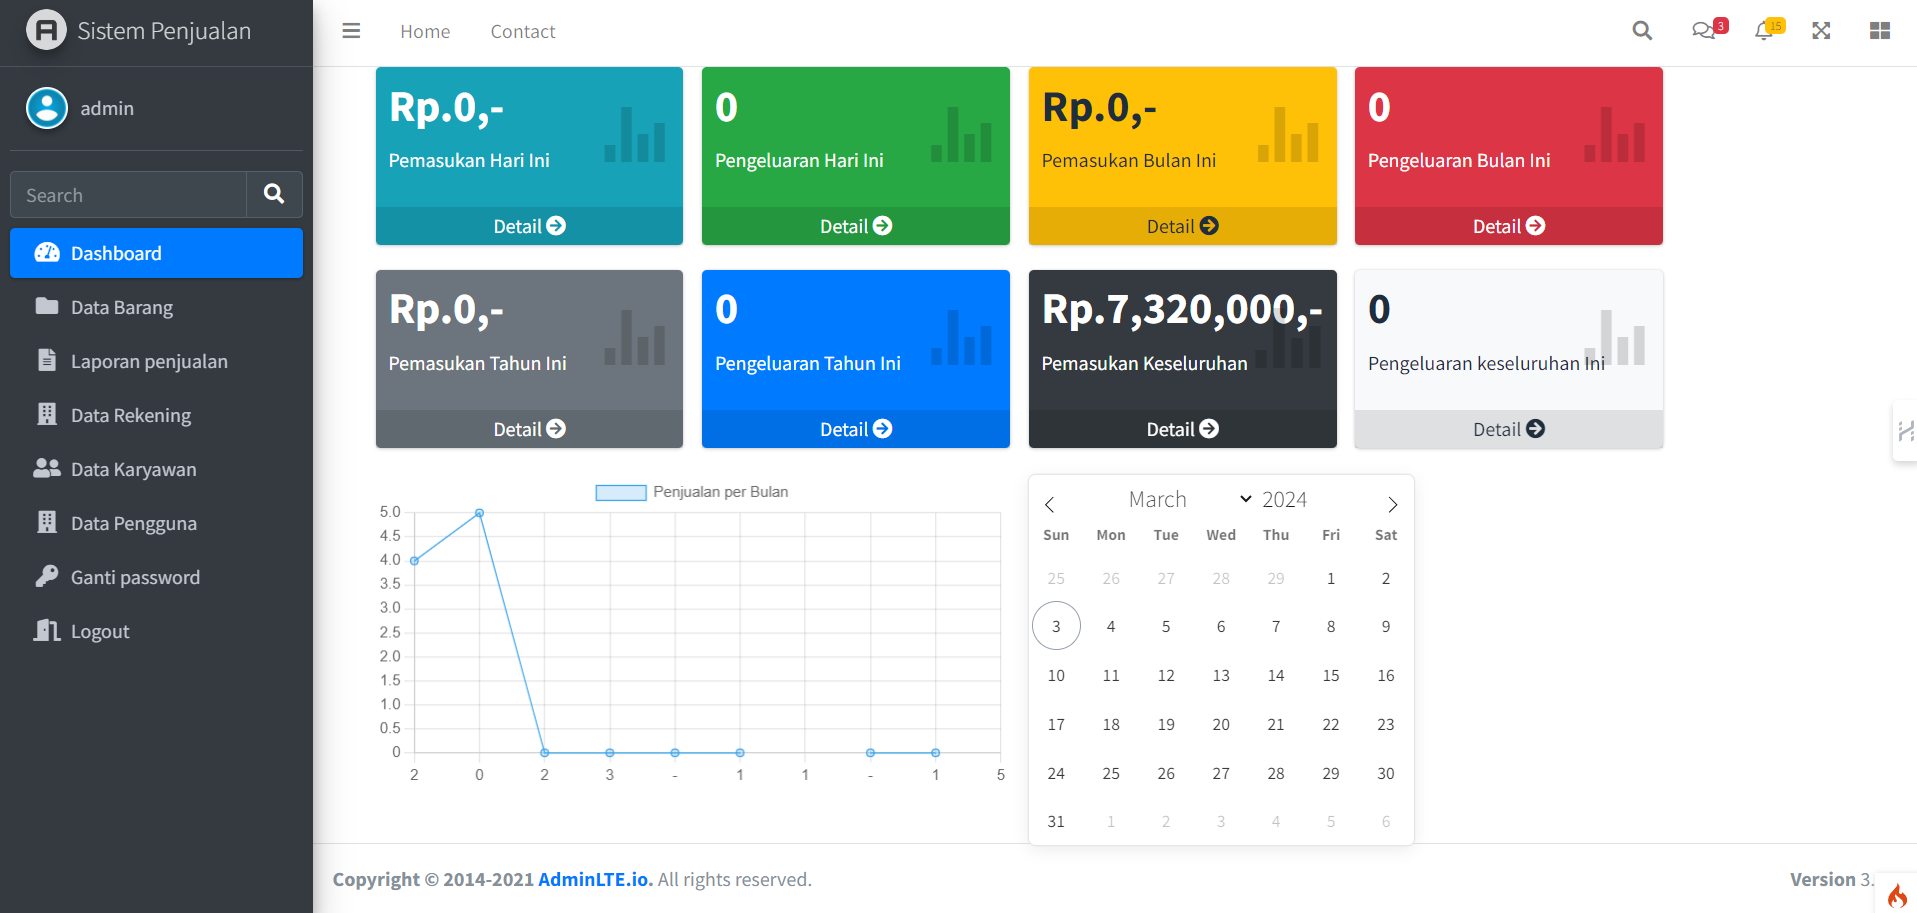 Sistem Penjualan
Home
Contact
3
15
admin
Search
Dashboard
Data Barang
Laporan penjualan
Data Rekening
Data Karyawan
Data Pengguna
Ganti password
Logout
Rp.0,-
Pemasukan Hari Ini
Detail
0
Pengeluaran Hari Ini
Detail
Rp.0,-
Pemasukan Bulan Ini
Detail
0
Pengeluaran Bulan Ini
Detail
Rp.0,-
Pemasukan Tahun Ini
Detail
0
Pengeluaran Tahun Ini
Detail
Rp.7,320,000,-
Pemasukan Keseluruhan
Detail
0
Pengeluaran keseluruhan Ini
Detail
Penjualan per Bulan
5.0
4.5
4.0
3.5
3.0
2.5
2.0
1.5
1.0
0.5
0
2 0 2 3 - 1 1 - 1 5
March 2024
Sun Mon Tue Wed Thu Fri Sat
25 26 27 28 29 1 2
3 4 5 6 7 8 9
10 11 12 13 14 15 16
17 18 19 20 21 22 23
24 25 26 27 28 29 30
31 1 2 3 4 5 6
Copyright © 2014-2021 AdminLTE.io. All rights reserved.
Version 3.